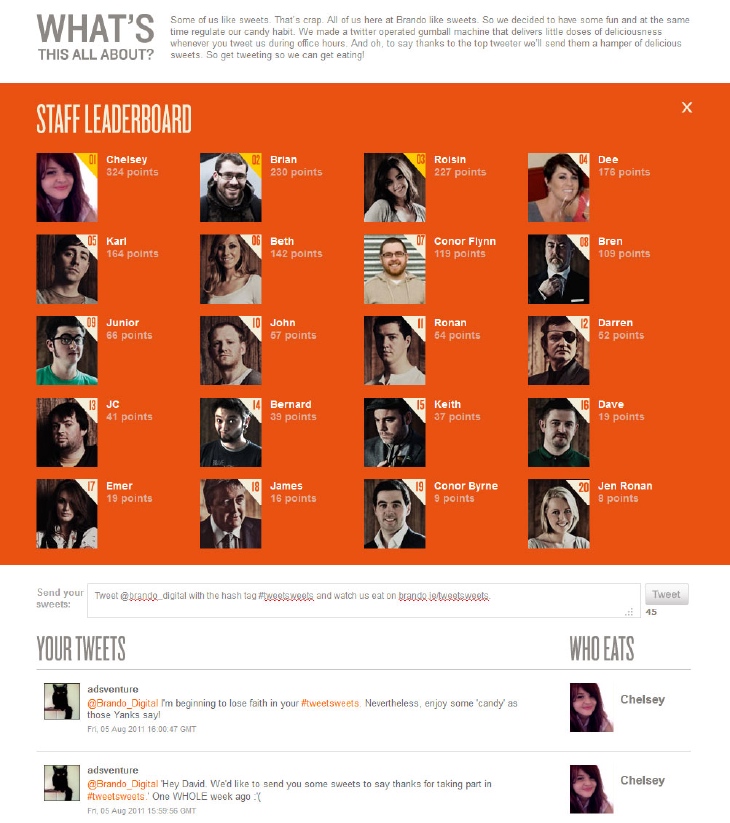 WHAT'S
THIS ALL ABOUT?
Some of us like sweets. That's crap. All of us here at Brando like sweets. So we decided to have some fun and at the same
time regulate our candy habit. We made a twitter operated gumball machine that delivers little doses of deliciousness
whenever you tweet us during office hours. And oh, to say thanks to the top tweeter we'll send them a hamper of delicious
sweets. So get tweeting so we can get eating!
STAFF LEADERBOARD
X
01 Chelsey
324 points
02 Brian
230 points
03 Roisin
227 points
04 Dee
176 points
05 Karl
164 points
06 Beth
142 points
07 Conor Flynn
119 points
08 Bren
109 points
09 Junior
66 points
10 John
57 points
11 Ronan
54 points
12 Darren
52 points
13 JC
41 points
14 Bernard
39 points
15 Keith
37 points
16 Dave
19 points
17 Emer
19 points
18 James
16 points
19 Conor Byrne
9 points
20 Jen Ronan
8 points
Send your
sweets:
Tweet @brando_digital with the hash tag #tweetsweets and watch us eat on brando.ie/tweetsweets
Tweet
45
YOUR TWEETS
WHO EATS
adsventure
@Brando_Digital I'm beginning to lose faith in your #tweetsweets. Nevertheless, enjoy some 'candy' as
those Yanks say!
Fri, 05 Aug 2011 16:00:47 GMT
Chelsey
adsventure
@Brando_Digital 'Hey David. We'd like to send you some sweets to say thanks for taking part in
#tweetsweets.' One WHOLE week ago :'(
Fri, 05 Aug 2011 15:59:56 GMT
Chelsey